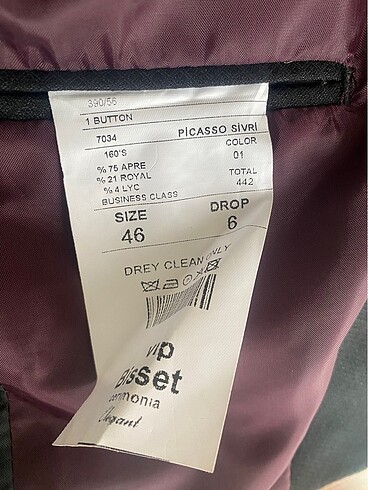 390/56
1 BUTTON
7034 PİCASSO SİVRİ
160'S COLOR
01
% 75 APRE
% 21 ROYAL TOTAL
% 4 LYC 442
BUSINESS CLASS
SIZE DROP
46 6
DREY CLEAN ONLY
Bisset
Elegant